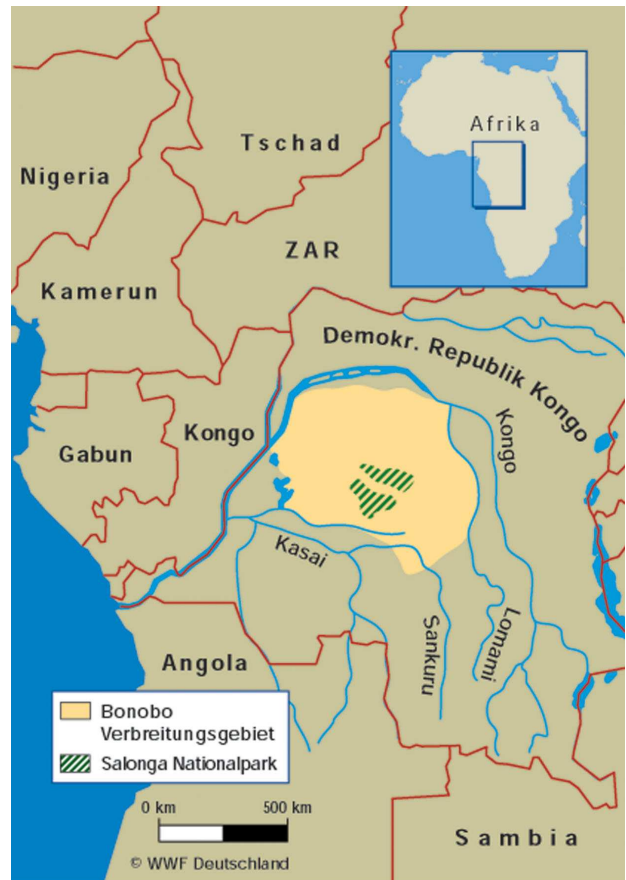 Afrika
Tschad
Nigeria
ZAR
Kamerun
Demokr. Republik Kongo
Kongo
Kongo
Gabun
Kasai
Sankuru
Lomami
Angola
Bonobo
Verbreitungsgebiet
Salonga Nationalpark
0 km 500 km
Sambia
© WWF Deutschland